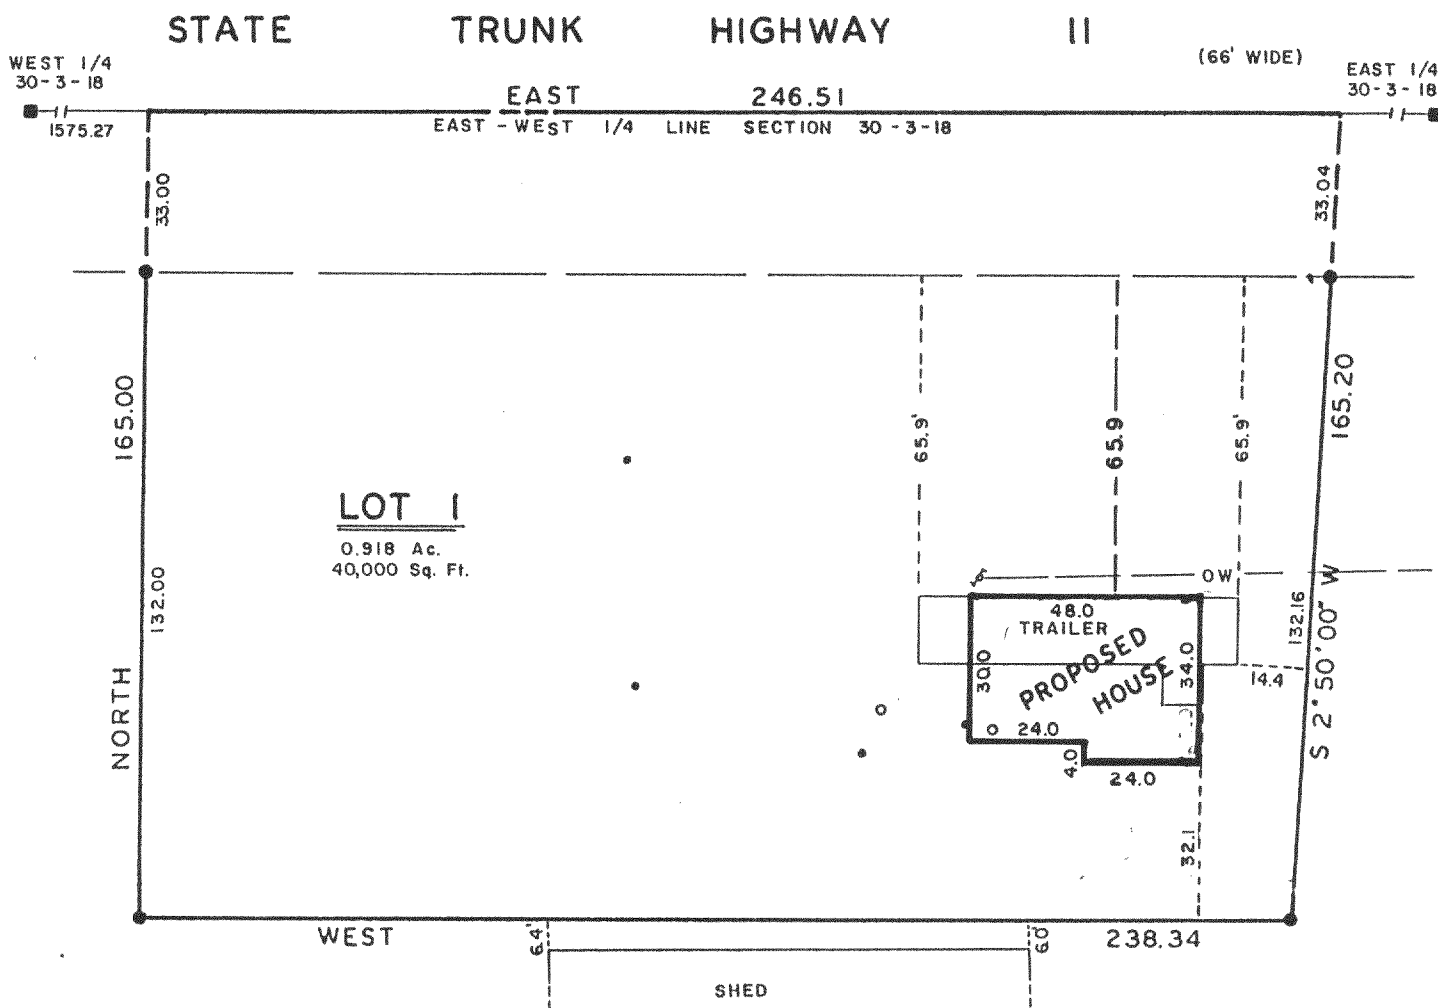 STATE TRUNK HIGHWAY 11
(66' WIDE)
WEST 1/4
30-3-18
EAST 1/4
30-3-18
EAST 246.51
1575.27
EAST-WEST 1/4 LINE SECTION 30-3-18
33.00
33.04
165.00
165.20
65.9'
65.9
65.9'
LOT 1
0.918 Ac.
40,000 Sq. Ft.
132.00
OW
48.0
TRAILER
PROPOSED
HOUSE
30.0
34.0
132.16
14.4
S 2°50'00" W
NORTH
24.0
4.0
24.0
32.1
WEST
6.4'
6.0'
238.34
SHED